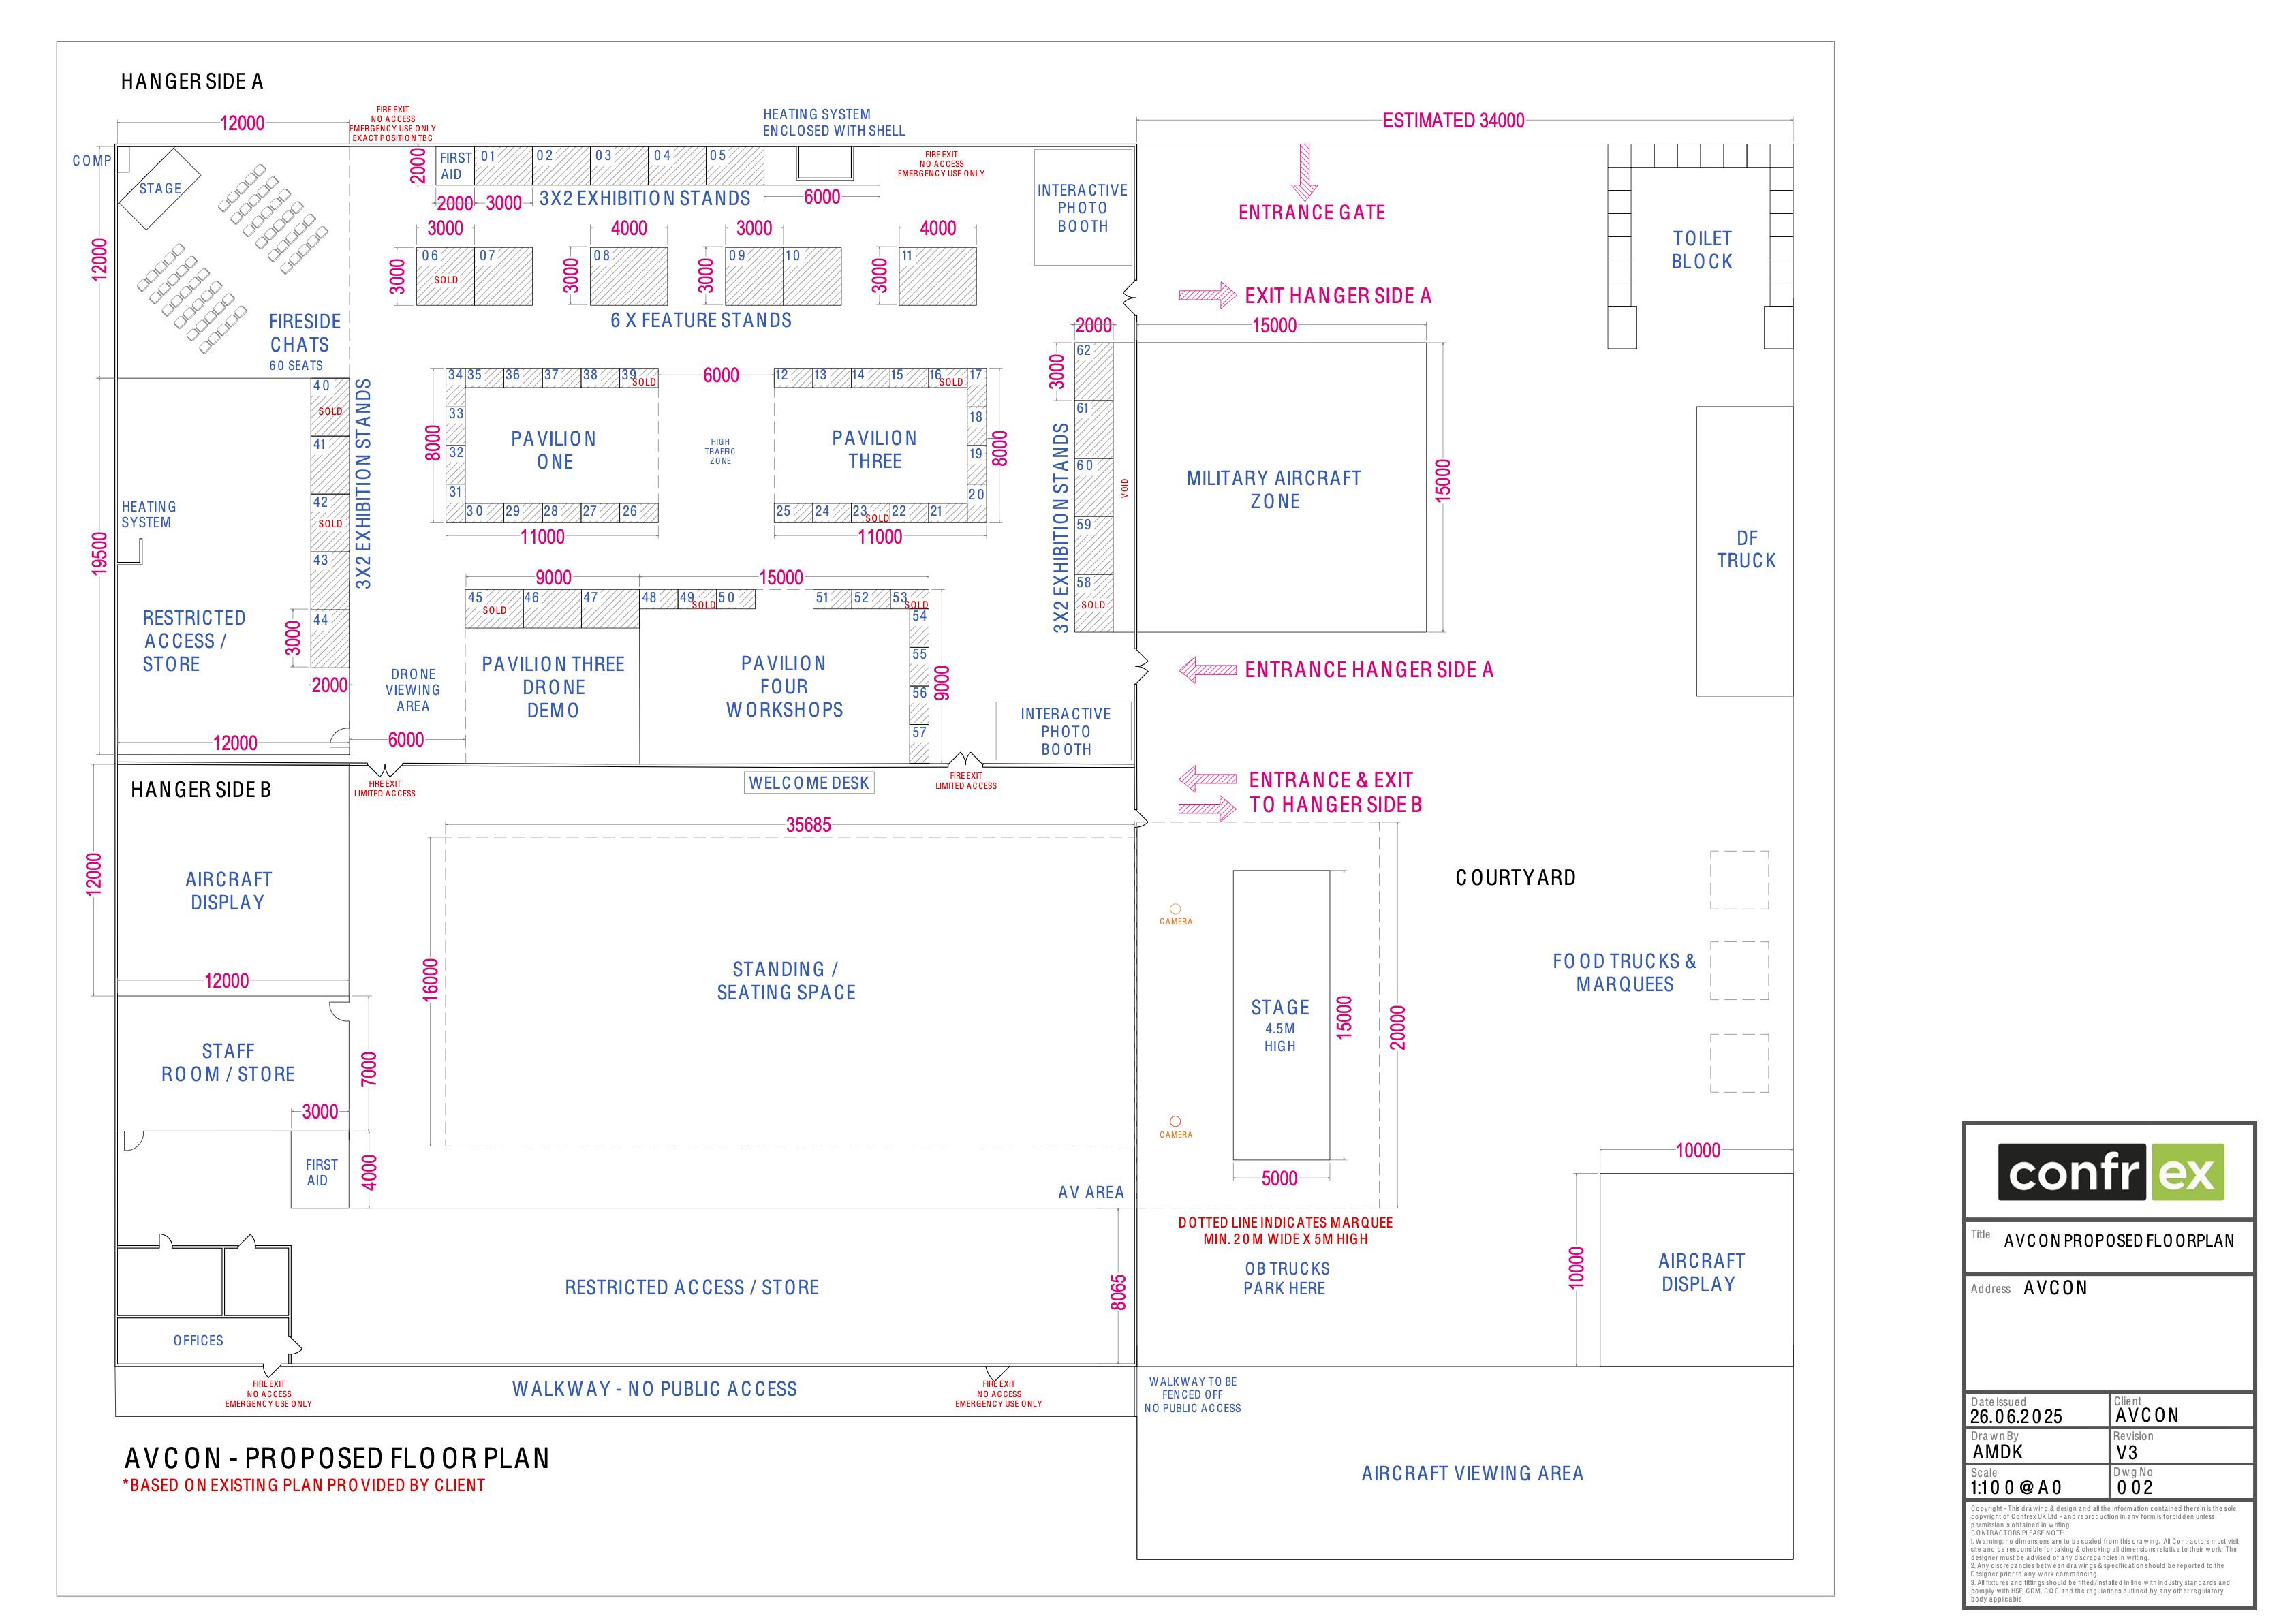 HANGER SIDE A
12000
FIRE EXIT
NO ACCESS
EMERGENCY USE ONLY
EXACT POSITION TBC
HEATING SYSTEM
ENCLOSED WITH SHELL
ESTIMATED 34000
COMP
STAGE
12000
2000
FIRST
AID
01
02
03
04
05
FIRE EXIT
NO ACCESS
EMERGENCY USE ONLY
2000
3000
3X2 EXHIBITION STANDS
6000
INTERACTIVE
PHOTO
BOOTH
ENTRANCE GATE
TOILET
BLOCK
3000
4000
3000
4000
3000
06
SOLD
07
3000
08
3000
09
10
3000
11
6 X FEATURE STANDS
EXIT HANGER SIDE A
FIRESIDE
CHATS
60 SEATS
2000
15000
3000
62
61
60
59
58
SOLD
3X2 EXHIBITION STANDS
VOID
MILITARY AIRCRAFT
ZONE
15000
DF
TRUCK
40
SOLD
41
42
SOLD
43
44
3X2 EXHIBITION STANDS
34
35
36
37
38
39
SOLD
33
32
31
30
29
28
27
26
8000
PAVILION
ONE
11000
6000
HIGH
TRAFFIC
ZONE
12
13
14
15
16
SOLD
17
18
19
20
25
24
23
SOLD
22
21
8000
PAVILION
THREE
11000
HEATING
SYSTEM
19500
RESTRICTED
ACCESS /
STORE
3000
2000
12000
9000
15000
45
SOLD
46
47
48
49
SOLD
50
51
52
53
SOLD
54
55
56
57
9000
DRONE
VIEWING
AREA
6000
PAVILION THREE
DRONE
DEMO
PAVILION
FOUR
WORKSHOPS
INTERACTIVE
PHOTO
BOOTH
ENTRANCE HANGER SIDE A
HANGER SIDE B
FIRE EXIT
LIMITED ACCESS
WELCOME DESK
FIRE EXIT
LIMITED ACCESS
ENTRANCE & EXIT
TO HANGER SIDE B
35685
12000
AIRCRAFT
DISPLAY
12000
16000
STANDING /
SEATING SPACE
CAMERA
STAGE
4.5M
HIGH
15000
20000
CAMERA
5000
COURTYARD
FOOD TRUCKS &
MARQUEES
STAFF
ROOM / STORE
7000
3000
FIRST
AID
4000
AV AREA
DOTTED LINE INDICATES MARQUEE
MIN. 20M WIDE X 5M HIGH
OB TRUCKS
PARK HERE
10000
10000
AIRCRAFT
DISPLAY
RESTRICTED ACCESS / STORE
8065
OFFICES
FIRE EXIT
NO ACCESS
EMERGENCY USE ONLY
WALKWAY - NO PUBLIC ACCESS
FIRE EXIT
NO ACCESS
EMERGENCY USE ONLY
WALKWAY TO BE
FENCED OFF
NO PUBLIC ACCESS
AIRCRAFT VIEWING AREA
AVCON - PROPOSED FLOOR PLAN
*BASED ON EXISTING PLAN PROVIDED BY CLIENT
confrex
Title
AVCON PROPOSED FLOORPLAN
Address
AVCON
Date Issued
26.06.2025
Client
AVCON
Drawn By
AMDK
Revision
V3
Scale
1:100 @ A0
Dwg No
002
Copyright - This drawing & design and all the information contained therein is the sole
copyright of Confrex UK Ltd - and reproduction in any form is forbidden unless
permission is obtained in writing.
CONTRACTORS PLEASE NOTE:
1. Warning; no dimensions are to be scaled from this drawing. All Contractors must visit
site and be responsible for taking & checking all dimensions relative to their work. The
designer must be advised of any discrepancies in writing.
2. Any discrepancies between drawings & specification should be reported to the
Designer prior to any work commencing.
3. All fixtures and fittings should be fitted/installed in line with industry standards and
comply with HSE, CDM, CQC and the regulations outlined by any other regulatory
body applicable